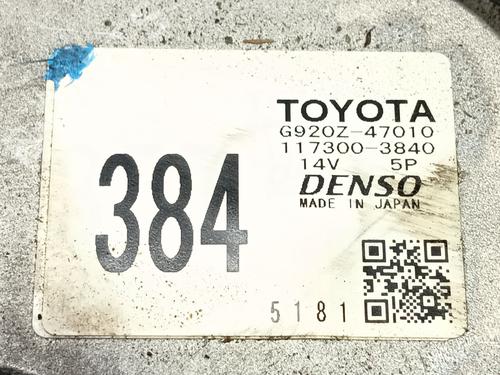 TOYOTA
G920Z-47010
117300-3840
14V 5P
DENSO
MADE IN JAPAN
384
5181